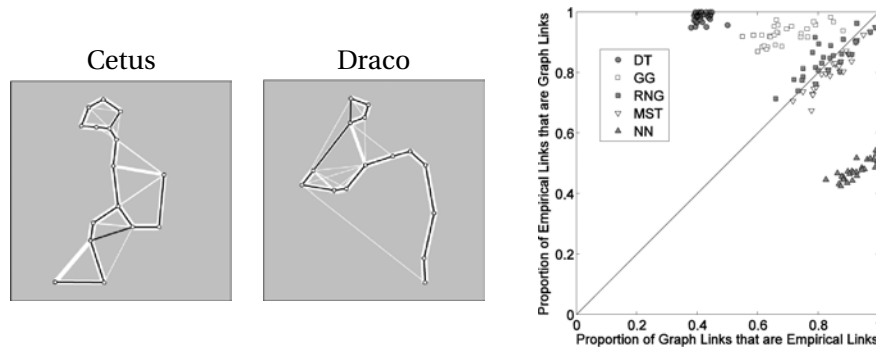 Cetus
Draco
Proportion of Empirical Links that are Graph Links
1
0.8
0.6
0.4
0.2
0
DT
GG
RNG
MST
NN
0 0.2 0.4 0.6 0.8
Proportion of Graph Links that are Empirical Links